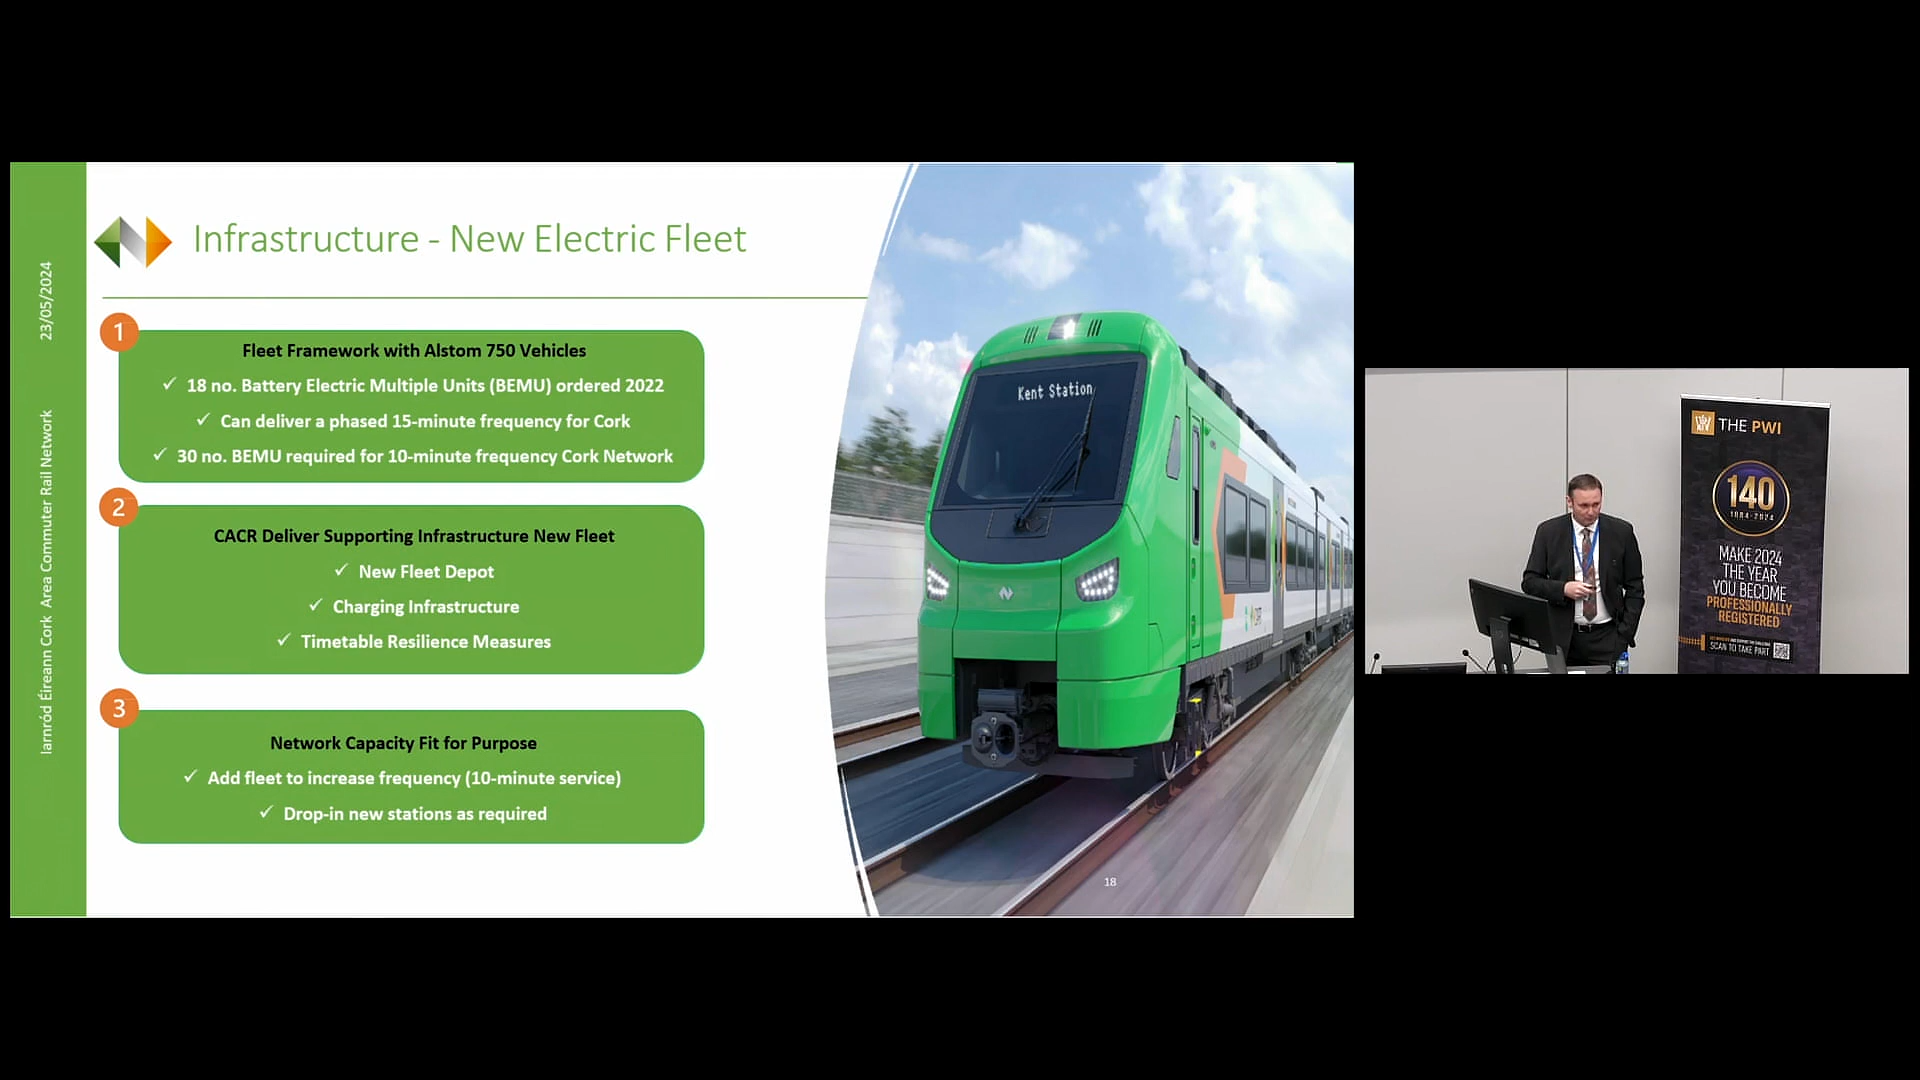 23/05/2024
Iarnród Éireann Cork Area Commuter Rail Network
Infrastructure - New Electric Fleet
1
Fleet Framework with Alstom 750 Vehicles
✓ 18 no. Battery Electric Multiple Units (BEMU) ordered 2022
✓ Can deliver a phased 15-minute frequency for Cork
✓ 30 no. BEMU required for 10-minute frequency Cork Network
2
CACR Deliver Supporting Infrastructure New Fleet
✓ New Fleet Depot
✓ Charging Infrastructure
✓ Timetable Resilience Measures
3
Network Capacity Fit for Purpose
✓ Add fleet to increase frequency (10-minute service)
✓ Drop-in new stations as required
Kent Station
18
THE PWI
140
1884-2024
MAKE 2024
THE YEAR
YOU BECOME
PROFESSIONALLY
REGISTERED
SCAN TO TAKE PART